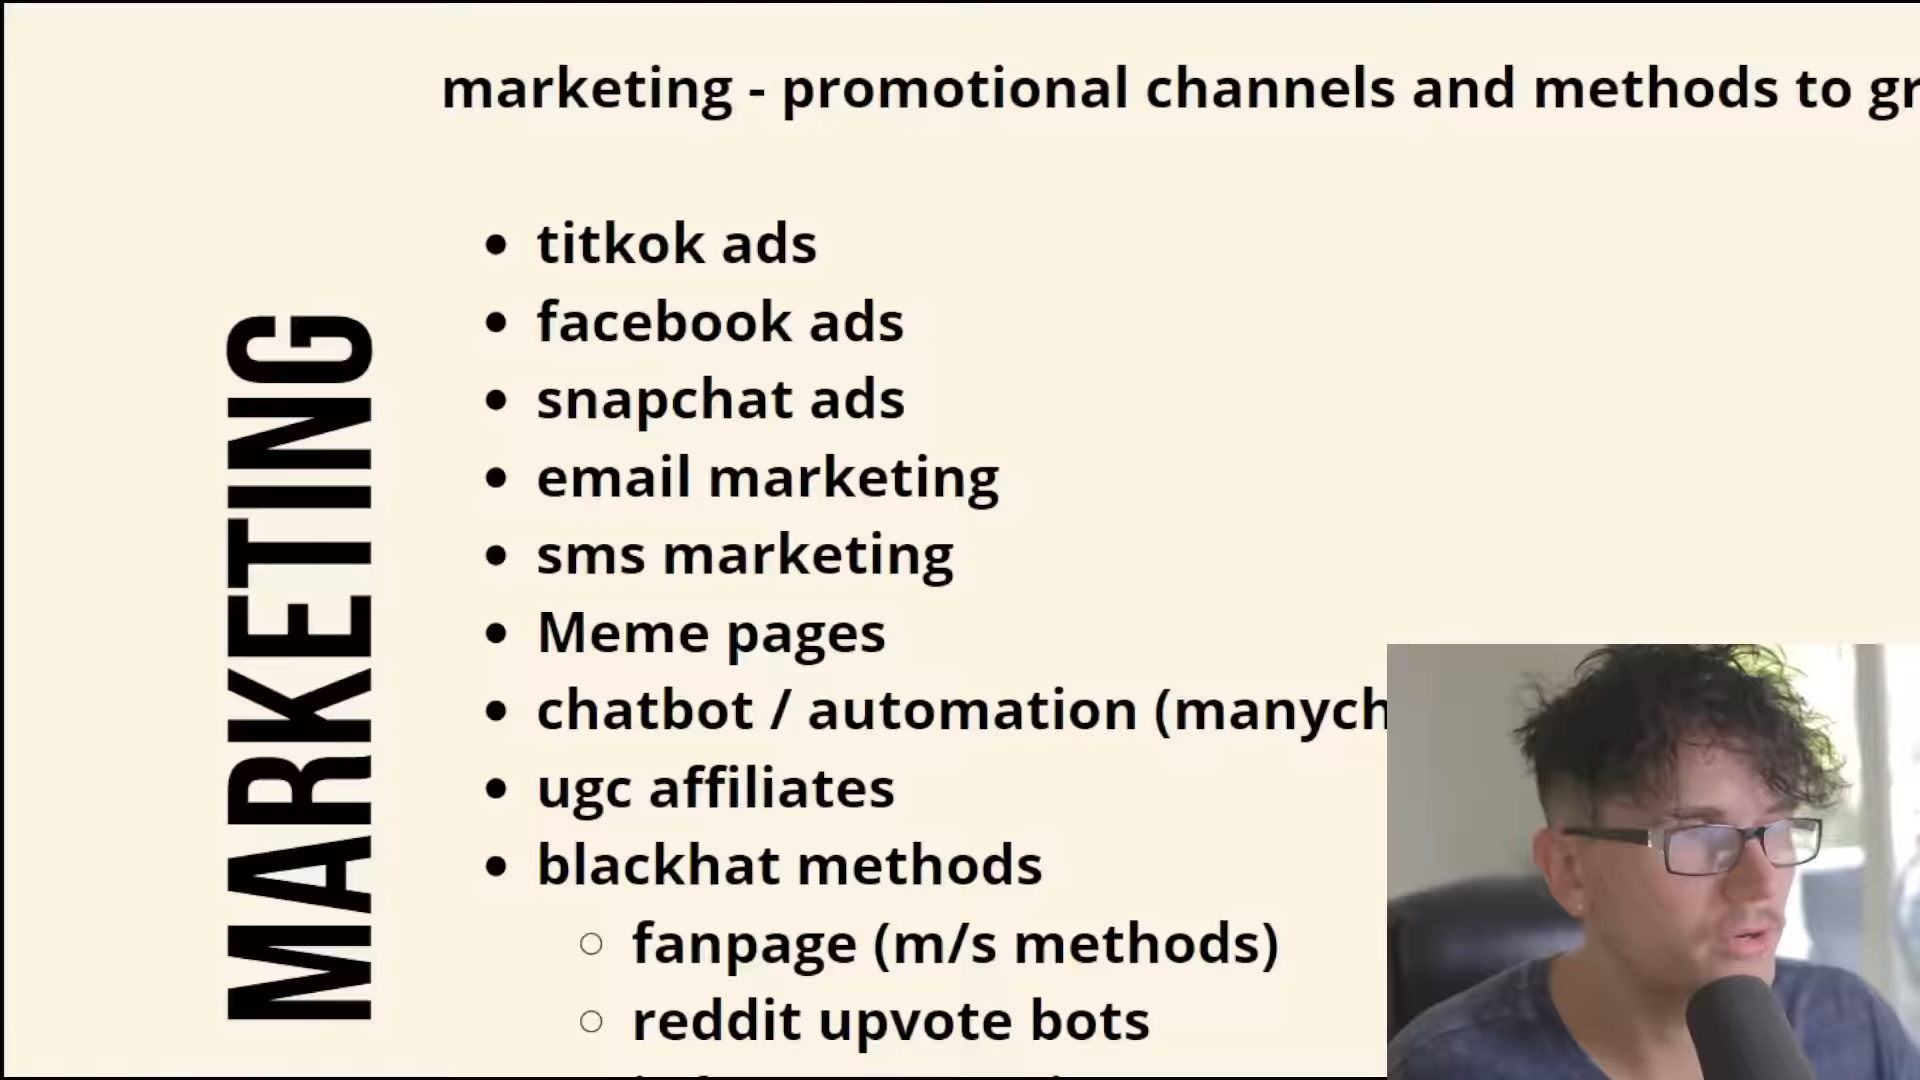 marketing - promotional channels and methods to
MARKETING
• titkok ads
• facebook ads
• snapchat ads
• email marketing
• sms marketing
• Meme pages
• chatbot / automation (manych
• ugc affiliates
• blackhat methods
○ fanpage (m/s methods)
○ reddit upvote bots